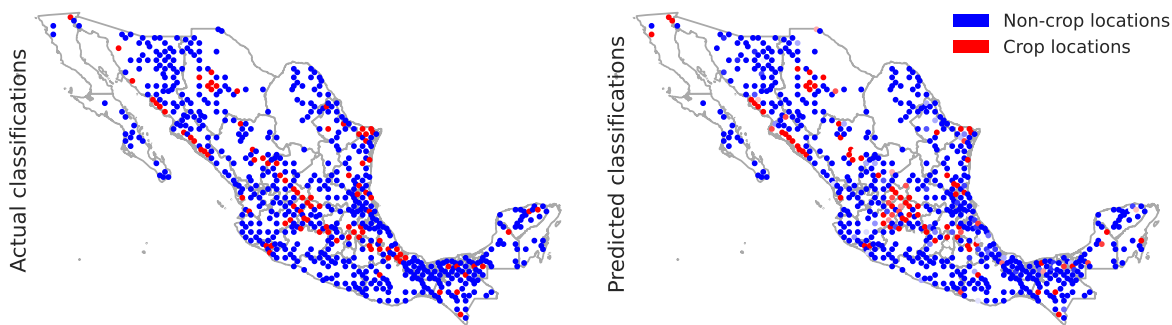 Actual classifications
Predicted classifications
Non-crop locations
Crop locations